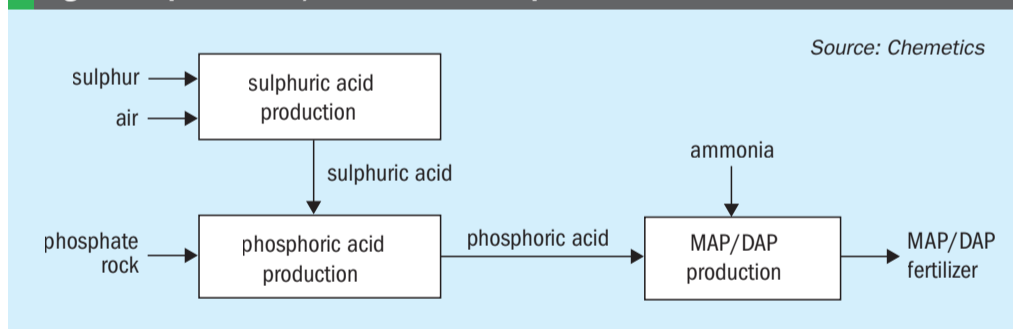 Source: Chemetics
sulphur
air
sulphuric acid
production
sulphuric acid
ammonia
phosphate
rock
phosphoric acid
production
phosphoric acid
MAP/DAP
production
MAP/DAP
fertilizer